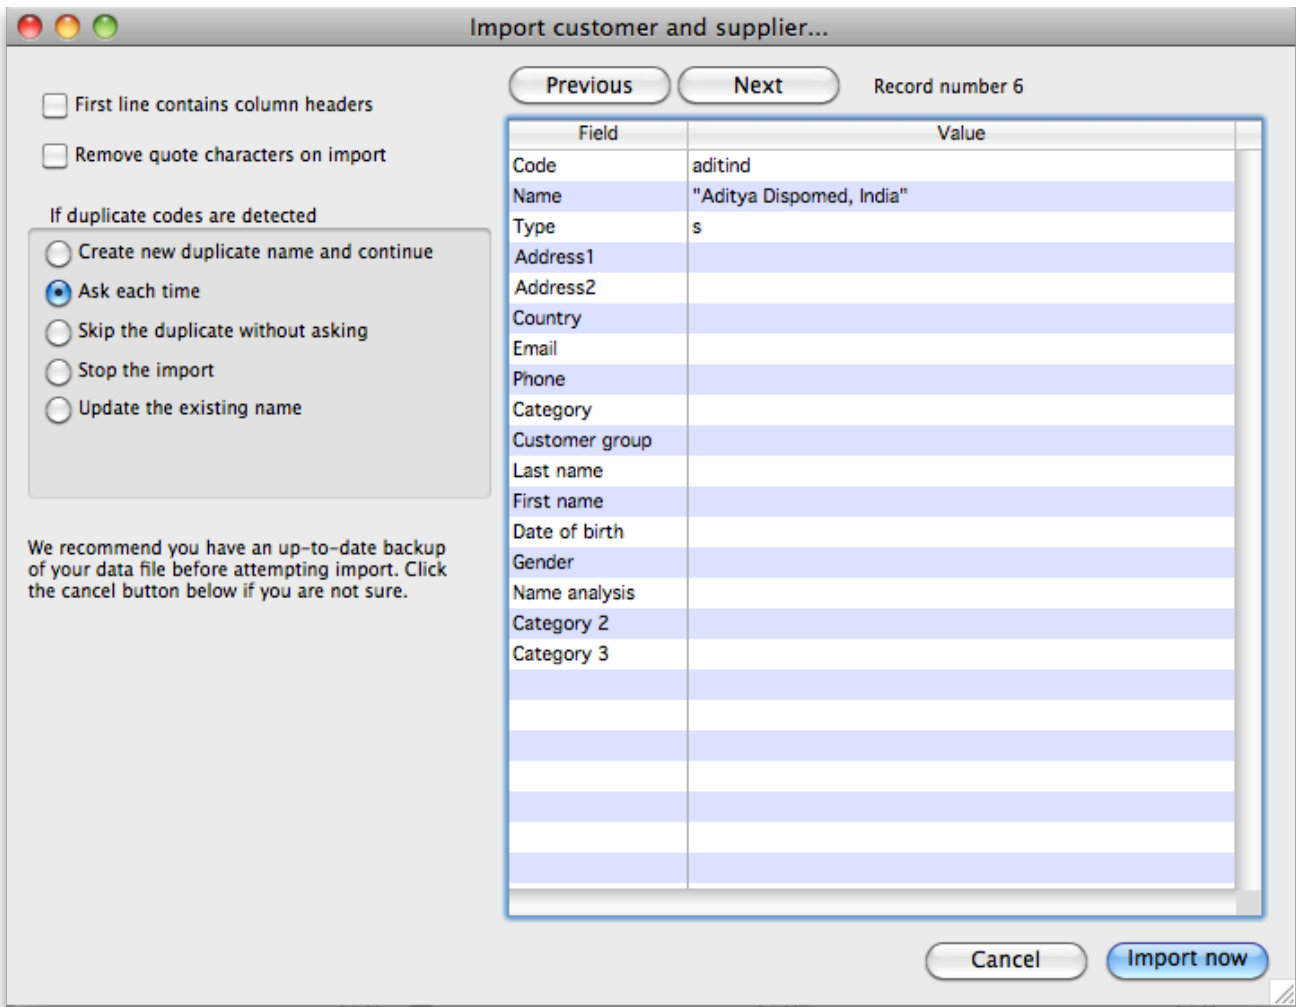 Import customer and supplier...
First line contains column headers
Remove quote characters on import
If duplicate codes are detected
Create new duplicate name and continue
Ask each time
Skip the duplicate without asking
Stop the import
Update the existing name
We recommend you have an up-to-date backup
of your data file before attempting import. Click
the cancel button below if you are not sure.
Previous Next Record number 6
Field Value
Code aditind
Name "Aditya Dispomed, India"
Type s
Address1
Address2
Country
Email
Phone
Category
Customer group
Last name
First name
Date of birth
Gender
Name analysis
Category 2
Category 3
Cancel Import now